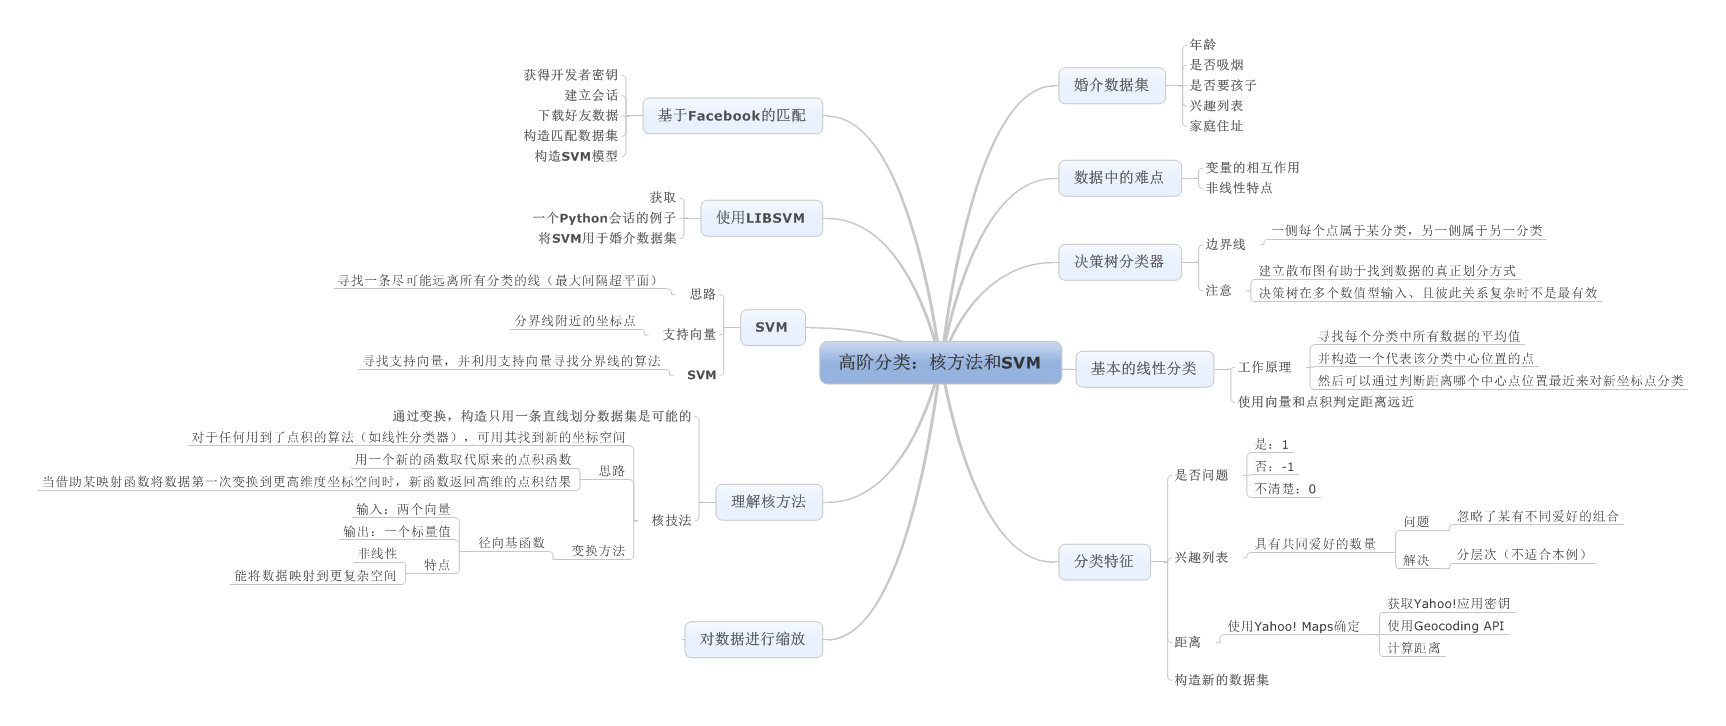 高阶分类：核方法和SVM
婚介数据集
年龄
是否吸烟
是否要孩子
兴趣列表
家庭住址
数据中的难点
变量的相互作用
非线性特点
决策树分类器
边界线
一侧每个点属于某分类，另一侧属于另一分类
注意
建立散布图有助于找到数据的真正划分方式
决策树在多个数值型输入、且彼此关系复杂时不是最有效
基本的线性分类
工作原理
寻找每个分类中所有数据的平均值
并构造一个代表该分类中心位置的点
然后可以通过判断距离哪个中心点位置最近来对新坐标点分类
使用向量和点积判定距离远近
分类特征
是否问题
是：1
否：-1
不清楚：0
兴趣列表
具有共同爱好的数量
问题
忽略了某有不同爱好的组合
解决
分层次（不适合本例）
距离
使用Yahoo! Maps确定
获取Yahoo!应用密钥
使用Geocoding API
计算距离
构造新的数据集
基于Facebook的匹配
获得开发者密钥
建立会话
下载好友数据
构造匹配数据集
构造SVM模型
使用LIBSVM
获取
一个Python会话的例子
将SVM用于婚介数据集
SVM
思路
寻找一条尽可能远离所有分类的线（最大间隔超平面）
支持向量
分界线附近的坐标点
SVM
寻找支持向量，并利用支持向量寻找分界线的算法
理解核方法
通过变换，构造只用一条直线划分数据集是可能的
核技法
对于任何用到了点积的算法（如线性分类器），可用其找到新的坐标空间
思路
用一个新的函数取代原来的点积函数
当借助某映射函数将数据第一次变换到更高维度坐标空间时，新函数返回高维的点积结果
变换方法
径向基函数
输入：两个向量
输出：一个标量值
特点
非线性
能将数据映射到更复杂空间
对数据进行缩放